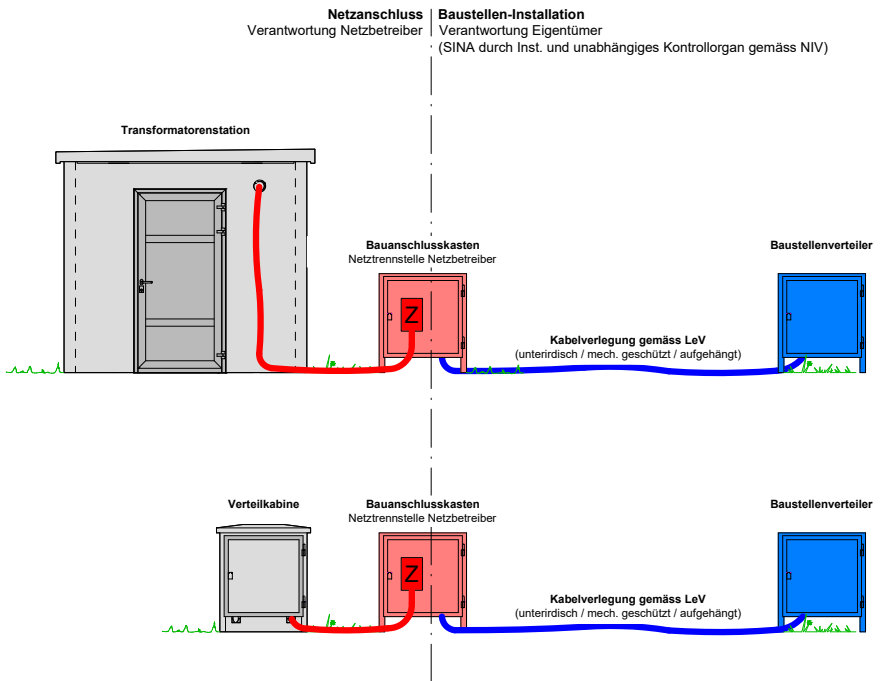 Netzanschluss
Verantwortung Netzbetreiber
Baustellen-Installation
Verantwortung Eigentümer
(SINA durch Inst. und unabhängiges Kontrollorgan gemäss NIV)
Transformatorenstation
Bauanschlusskasten
Netztrennstelle Netzbetreiber
Baustellenverteiler
Z
Kabelverlegung gemäss LeV
(unterirdisch / mech. geschützt / aufgehängt)
Verteilkabine
Bauanschlusskasten
Netztrennstelle Netzbetreiber
Baustellenverteiler
Z
Kabelverlegung gemäss LeV
(unterirdisch / mech. geschützt / aufgehängt)